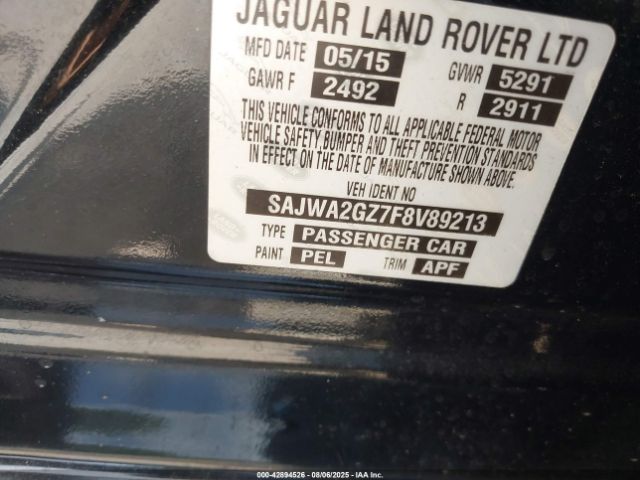 JAGUAR LAND ROVER LTD
MFD DATE 05/15 GVWR 5291
GAWR F 2492 R 2911
THIS VEHICLE CONFORMS TO ALL APPLICABLE FEDERAL MOTOR
VEHICLE SAFETY, BUMPER AND THEFT PREVENTION STANDARDS
IN EFFECT ON THE DATE OF MANUFACTURE SHOWN ABOVE.
VEH IDENT NO SAJWA2GZ7F8V89213
TYPE PASSENGER CAR
PAINT PEL TRIM APF
000-42894526 - 08/06/2025 - IAA Inc.